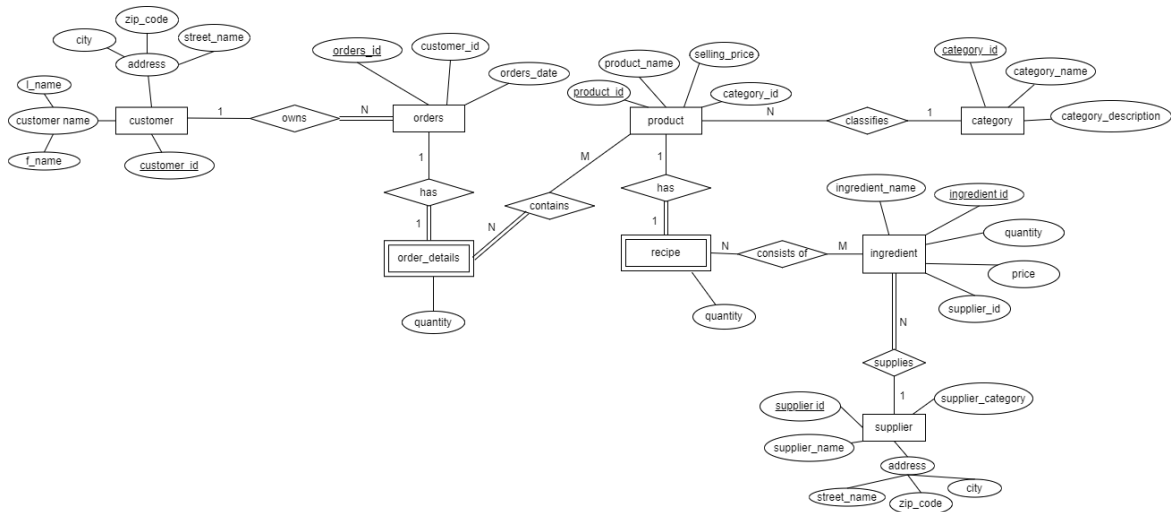 zip_code
city
street_name
address
l_name
customer name
f_name
customer
customer_id
1
owns
N
orders_id
customer_id
orders_date
orders
1
has
1
order_details
quantity
M
contains
N
product_name
selling_price
product_id
category_id
product
N
classifies
1
category_id
category_name
category_description
category
1
has
1
recipe
quantity
N
consists of
M
ingredient_name
ingredient id
quantity
price
supplier_id
ingredient
N
supplies
1
supplier id
supplier_category
supplier
supplier_name
address
street_name
zip_code
city